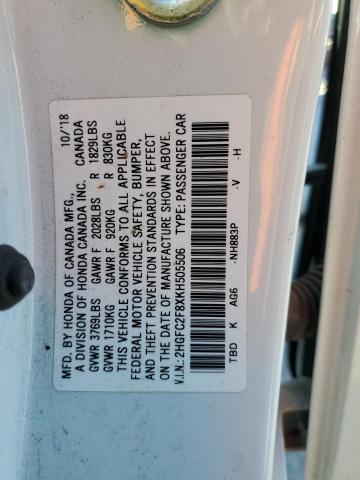 MFD. BY HONDA OF CANADA MFG., 10/'18
A DIVISION OF HONDA CANADA INC. CANADA
GVWR 3769LBS GAWR F 2028LBS R 1829LBS
GVWR 1710KG GAWR F 920KG R 830KG
THIS VEHICLE CONFORMS TO ALL APPLICABLE
FEDERAL MOTOR VEHICLE SAFETY, BUMPER,
AND THEFT PREVENTION STANDARDS IN EFFECT
ON THE DATE OF MANUFACTURE SHOWN ABOVE.
V.I.N.: 2HGFC2F8XKH505506 TYPE: PASSENGER CAR
TBD K AG6 -NH883P -V -H